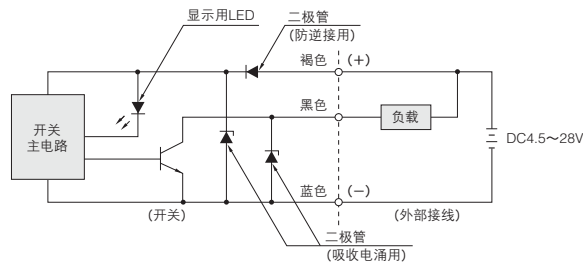 显示用LED
二极管
(防逆接用)
褐色 (+)
黑色
负载
开关
主电路
DC4.5～28V
蓝色 (−)
(开关)
(外部接线)
二极管
(吸收电涌用)